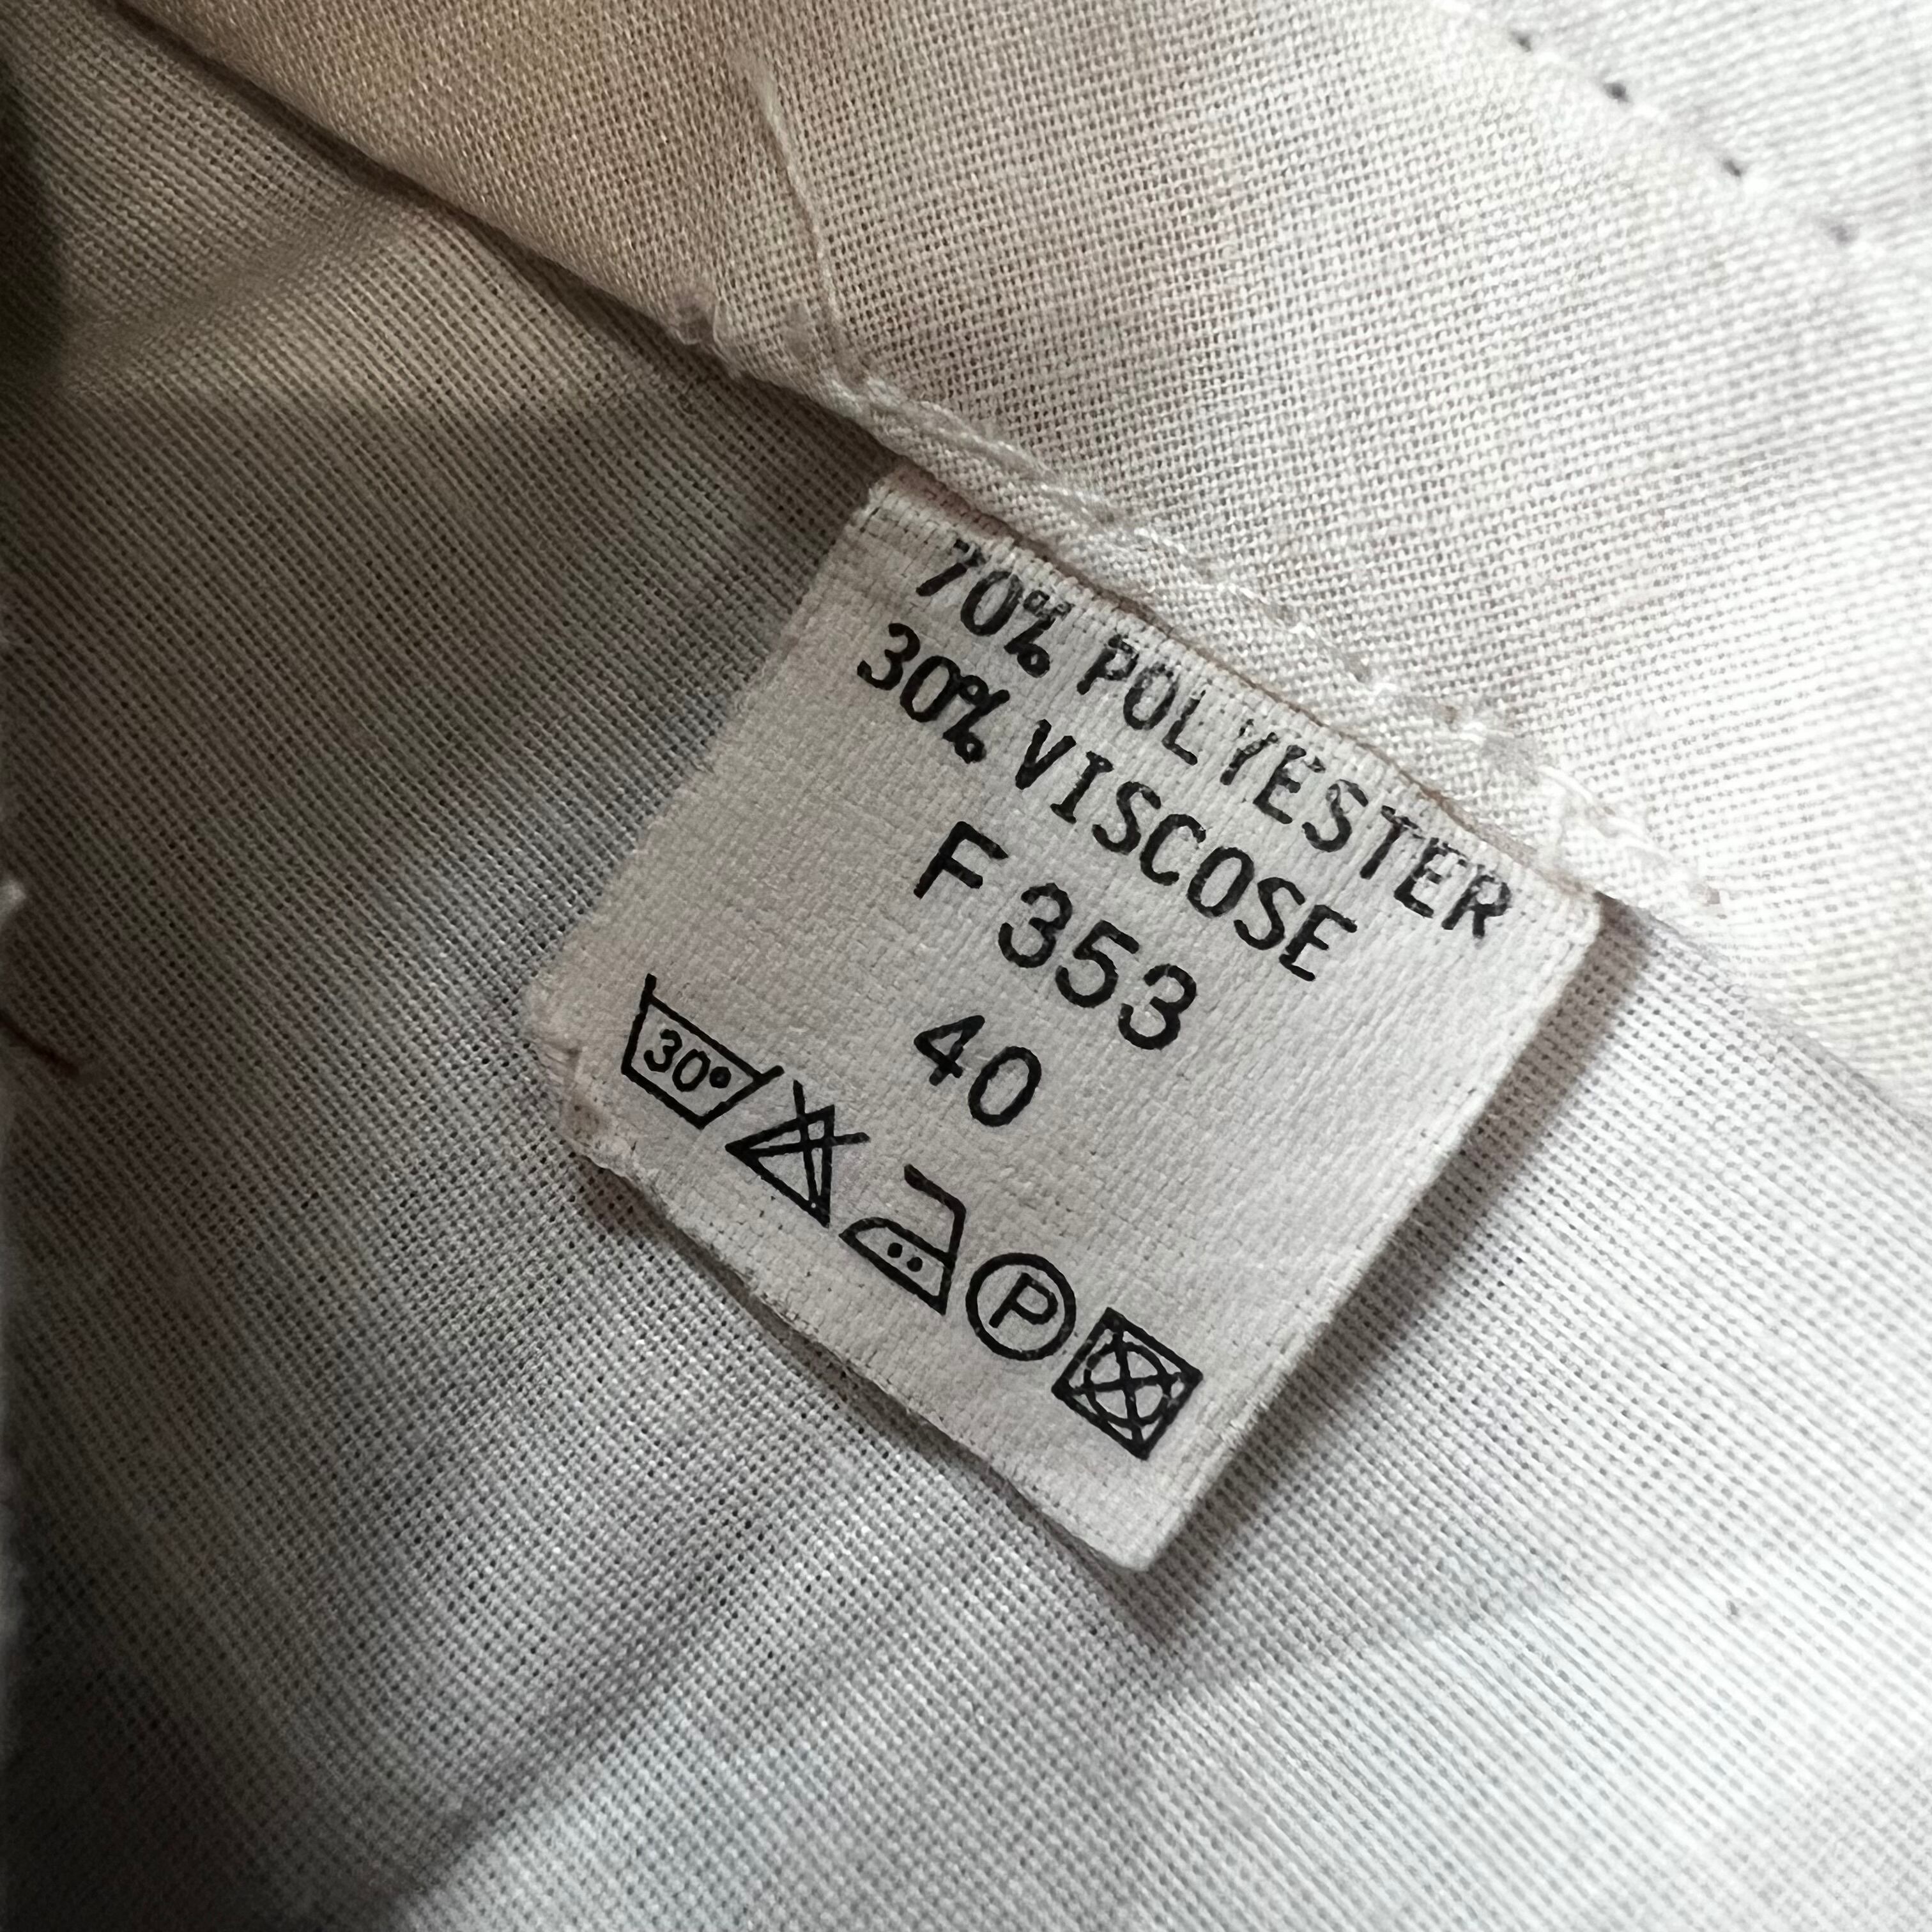 70% POLYESTER
30% VISCOSE
F 353
40
30°
P